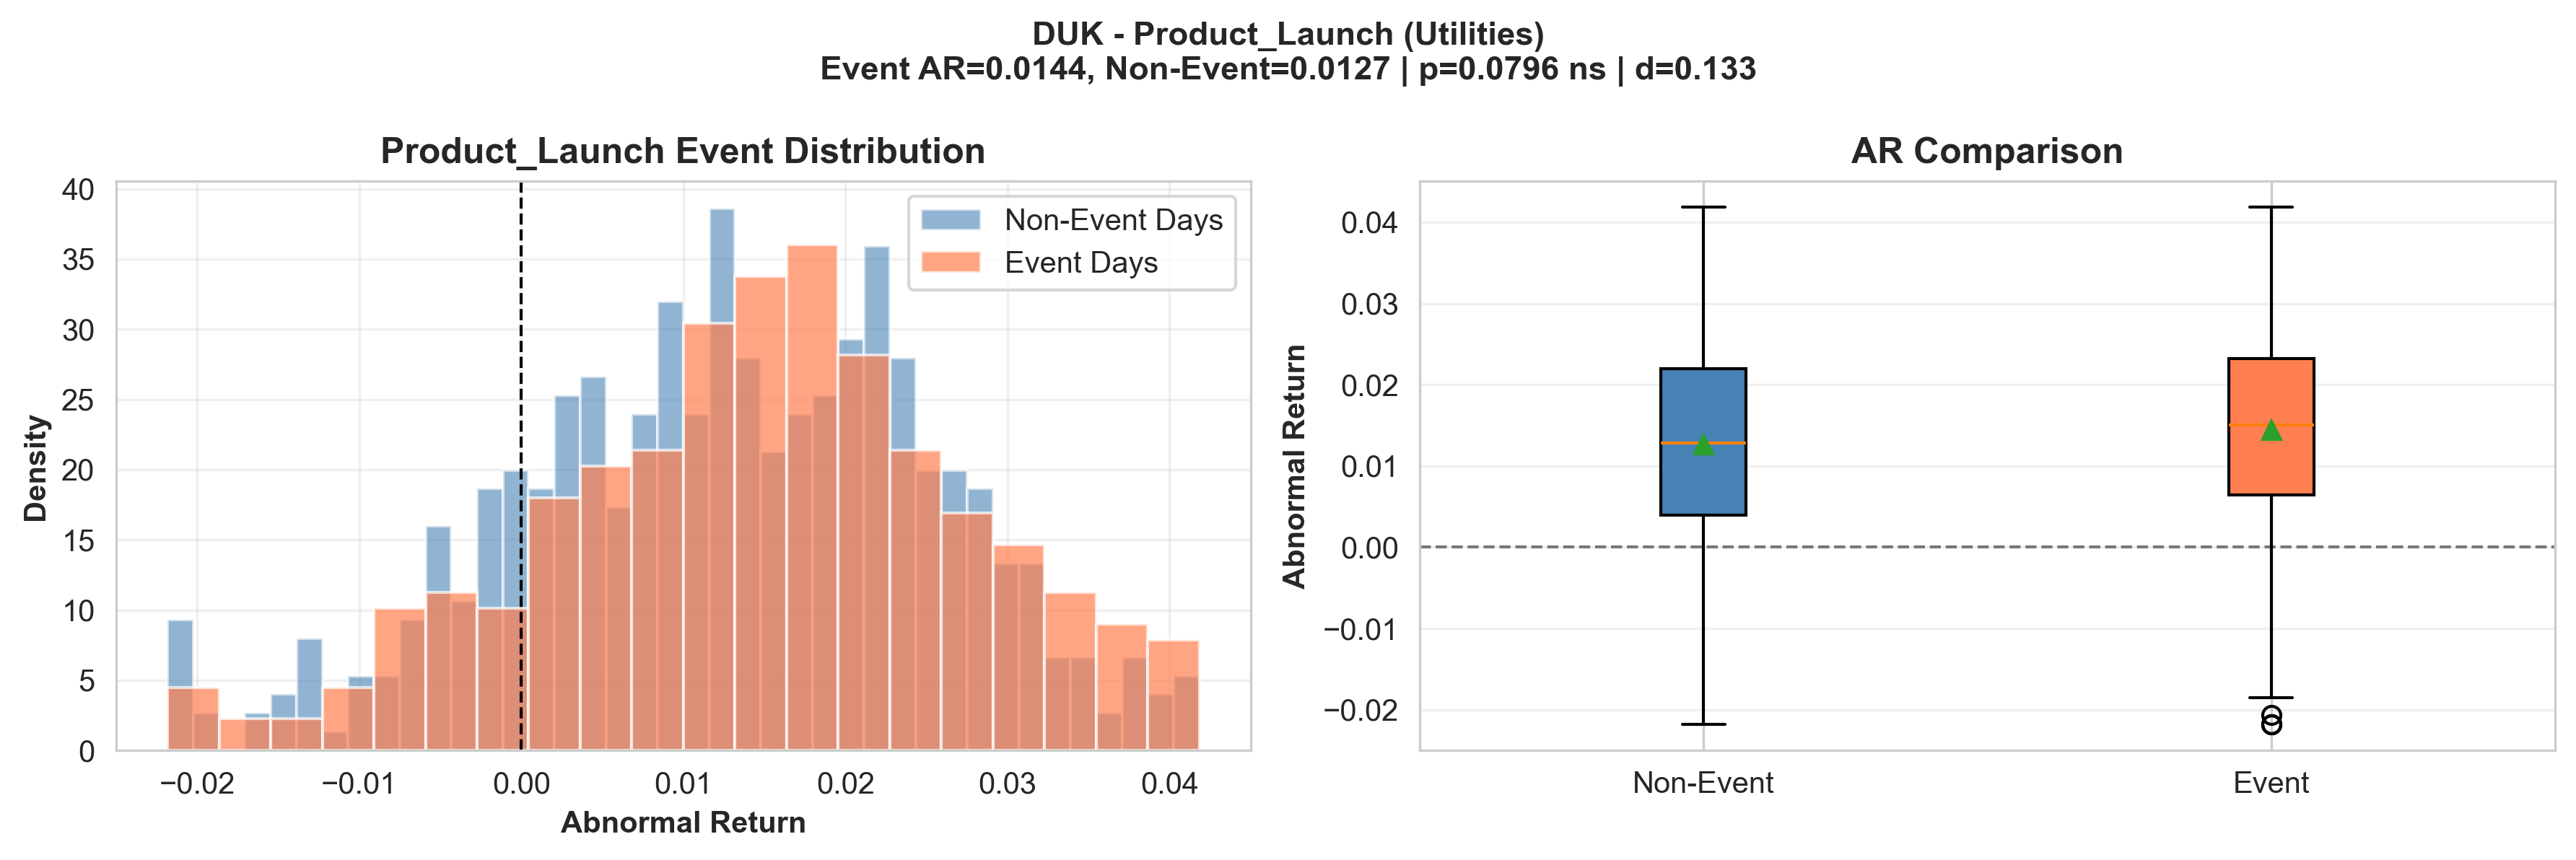 DUK - Product_Launch (Utilities)
Event AR=0.0144, Non-Event=0.0127 | p=0.0796 ns | d=0.133
Product_Launch Event Distribution
Density
40
35
30
25
20
15
10
5
0
Non-Event Days
Event Days
−0.02
−0.01
0.00
0.01
0.02
0.03
0.04
Abnormal Return
AR Comparison
Abnormal Return
0.04
0.03
0.02
0.01
0.00
−0.01
−0.02
Non-Event
Event